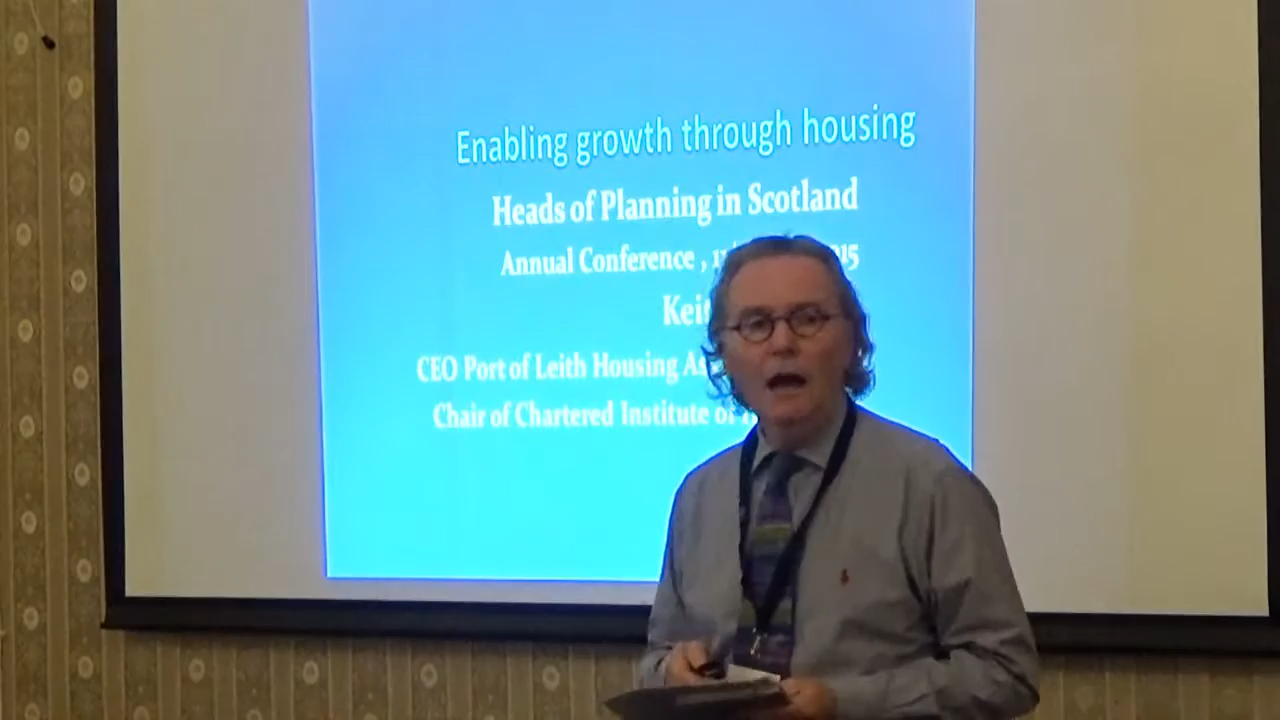 Enabling growth through housing
Heads of Planning in Scotland
Annual Conference ,
CEO Port of Leith Housing
Chair of Chartered Institute of